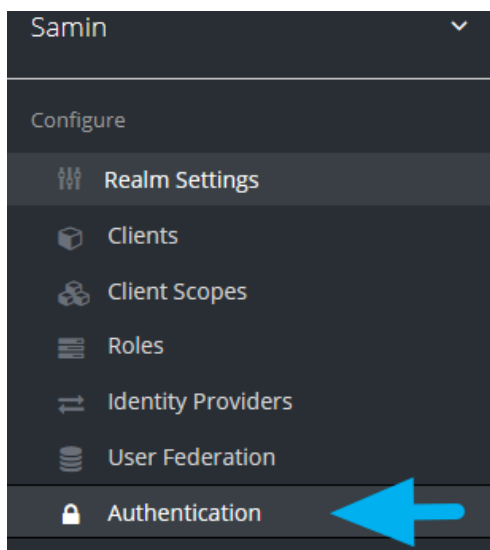 Samin
Configure
Realm Settings
Clients
Client Scopes
Roles
Identity Providers
User Federation
Authentication